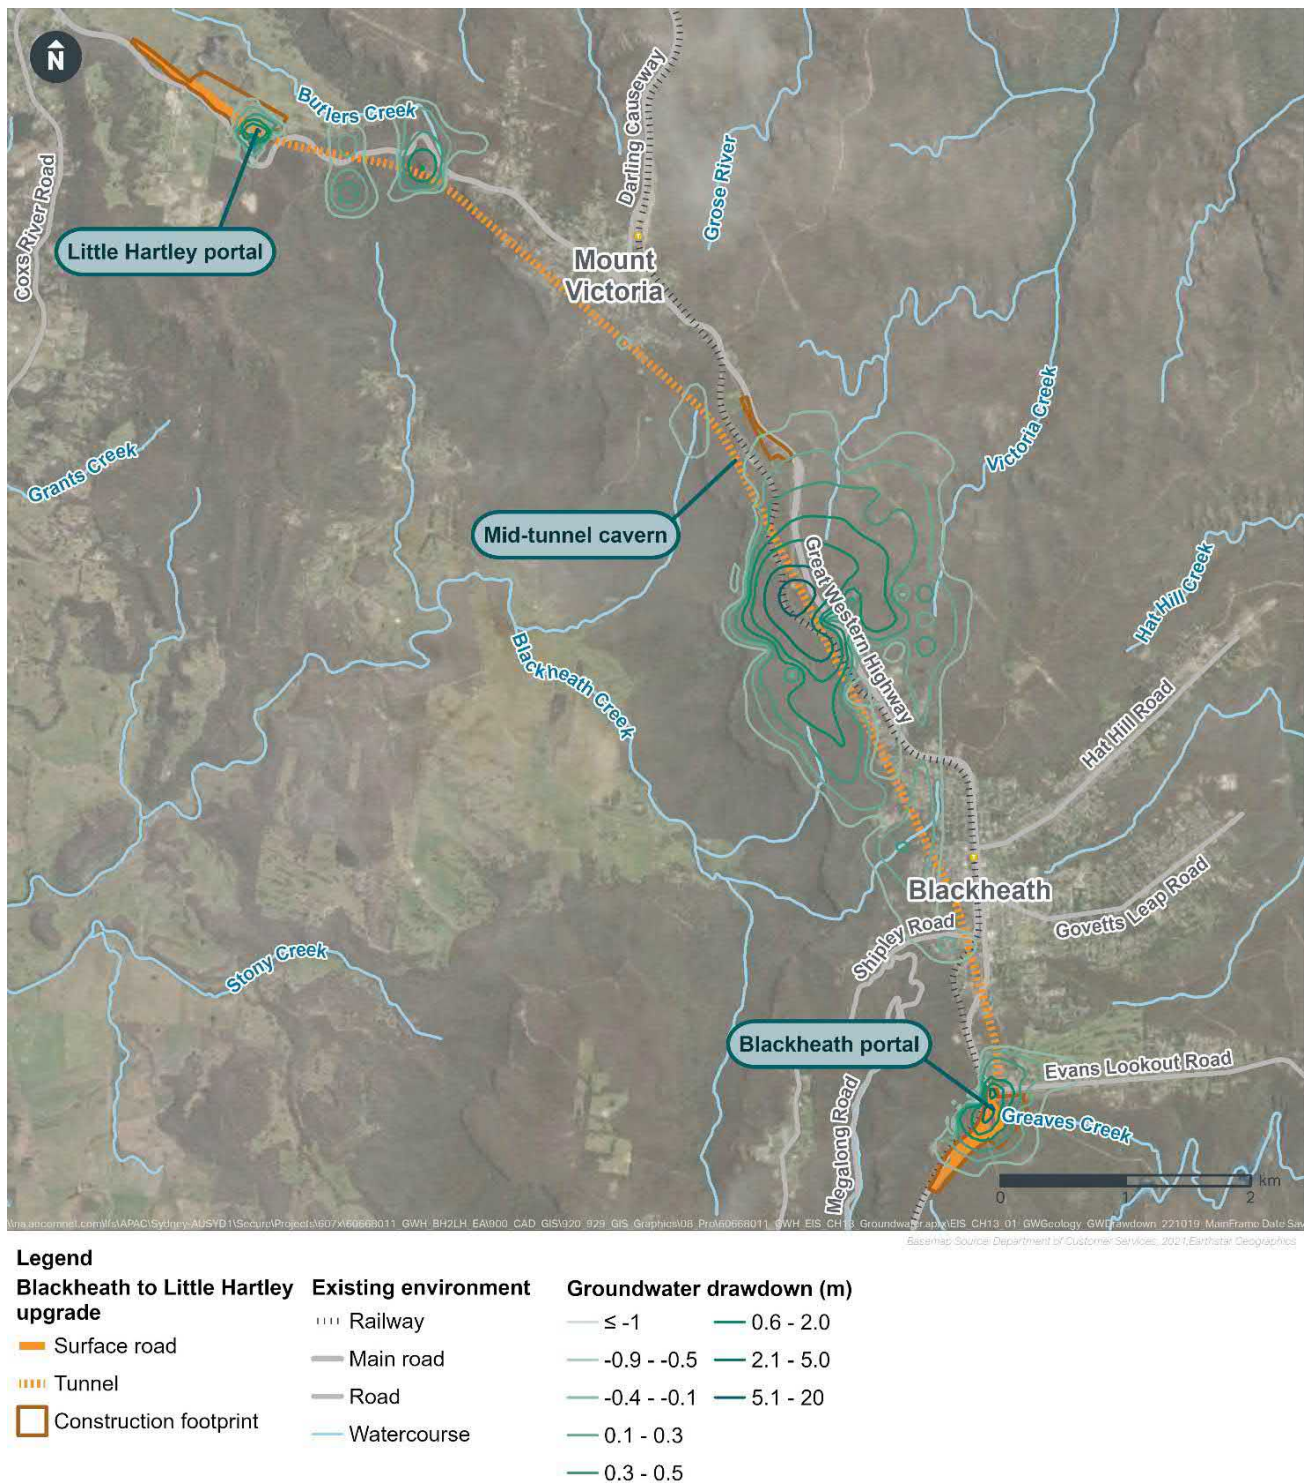 N
Butlers Creek
Darling Causeway
Grose River
Coxs River Road
Little Hartley portal
Mount
Victoria
Victoria Creek
Grants Creek
Mid-tunnel cavern
Great Western Highway
Hat Hill Creek
Blackheath Creek
Hat Hill Road
Blackheath
Govetts Leap Road
Shipley Road
Stony Creek
Blackheath portal
Evans Lookout Road
Megalong Road
Greaves Creek
km
0 1 2
Basemap Source: Department of Customer Services, 2021,Earthstar Geographics
Legend
Blackheath to Little Hartley
upgrade
Surface road
Tunnel
Construction footprint
Existing environment
Railway
Main road
Road
Watercourse
Groundwater drawdown (m)
≤ -1
-0.9 - -0.5
-0.4 - -0.1
0.1 - 0.3
0.3 - 0.5
0.6 - 2.0
2.1 - 5.0
5.1 - 20